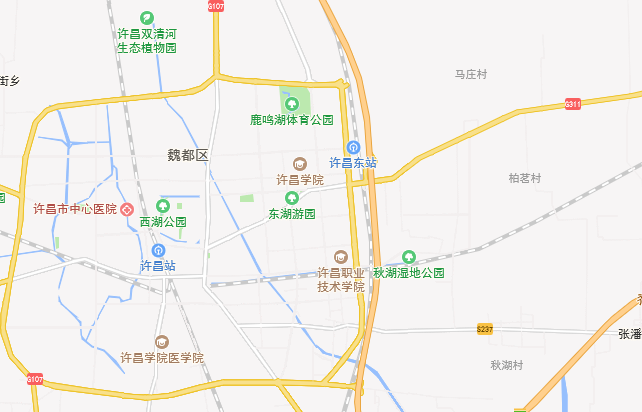 G107
许昌双清河
生态植物园
街乡
马庄村
G311
鹿鸣湖体育公园
魏都区
许昌东站
许昌学院
柏茗村
园
许昌市中心医院
西湖公园
东湖游园
许昌站
许昌职业
技术学院
秋湖湿地公园
S237
张潘
许昌学院医学院
秋湖村
G107